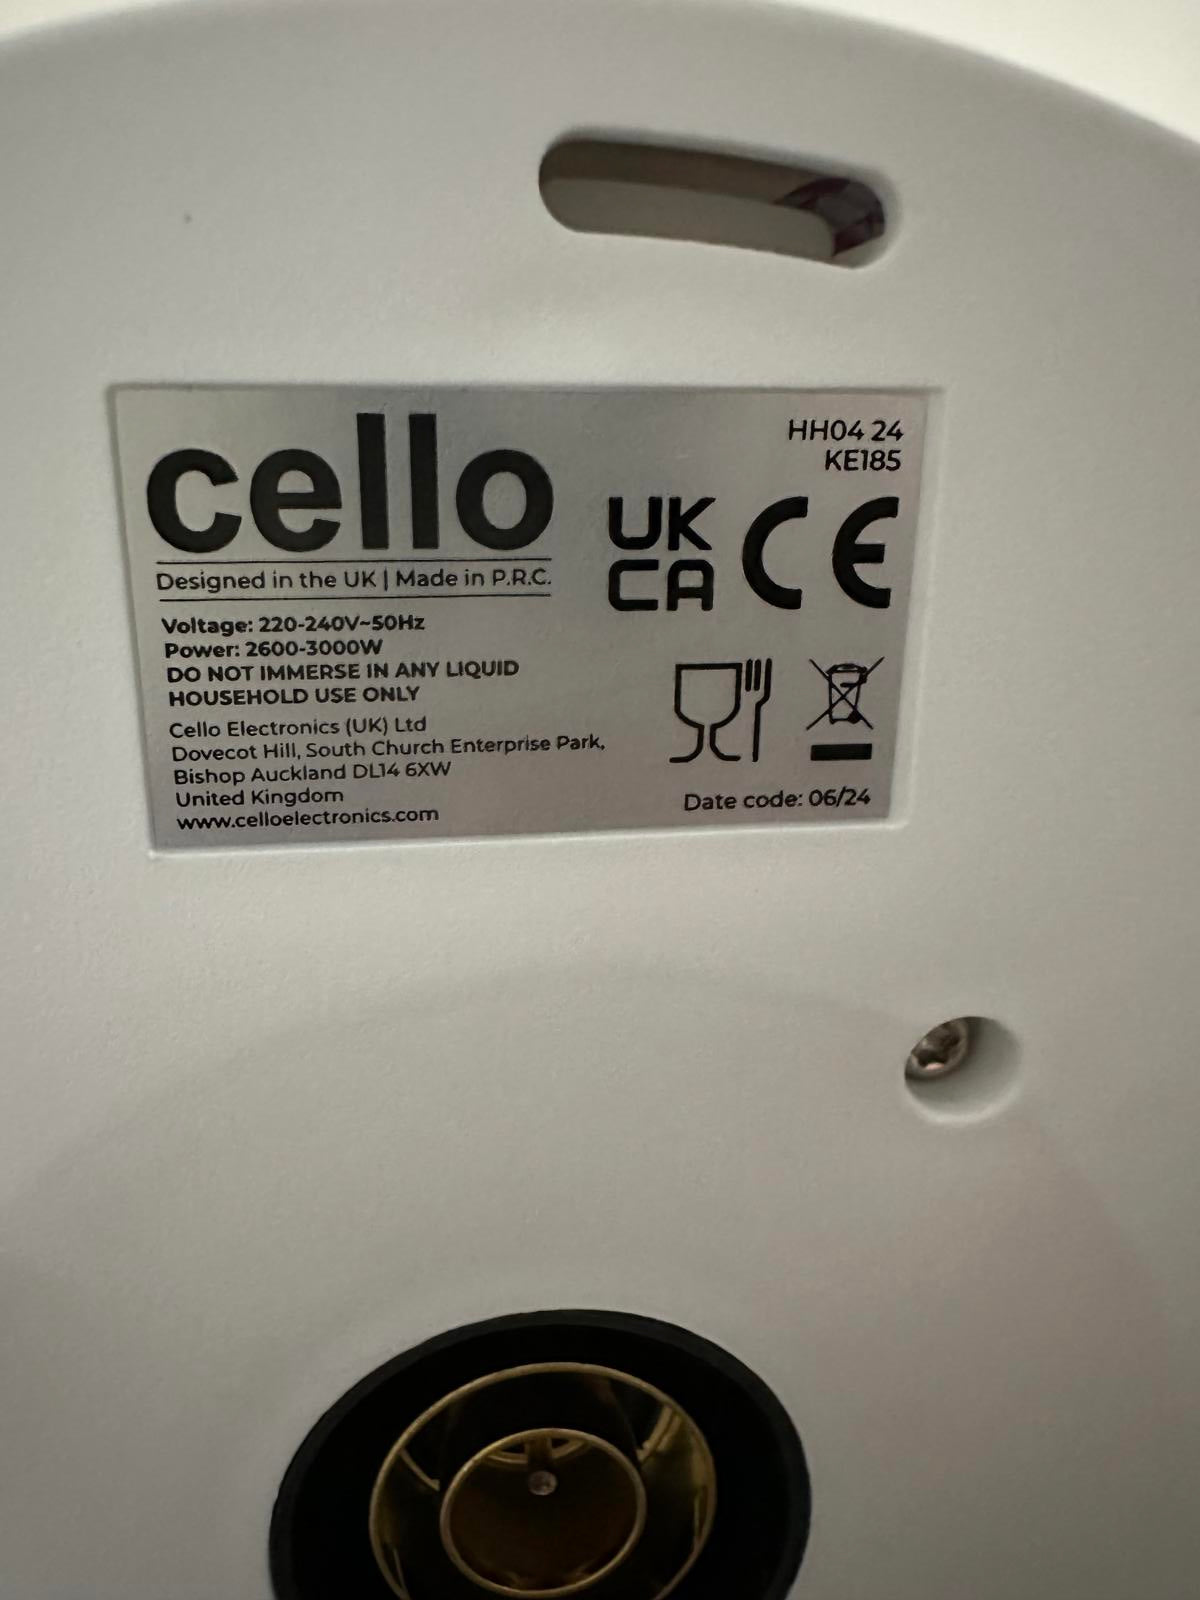 cello
Designed in the UK | Made in P.R.C.
Voltage: 220-240V~50Hz
Power: 2600-3000W
DO NOT IMMERSE IN ANY LIQUID
HOUSEHOLD USE ONLY
Cello Electronics (UK) Ltd
Dovecot Hill, South Church Enterprise Park,
Bishop Auckland DL14 6XW
United Kingdom
www.celloelectronics.com
HH04 24
KE185
UK
CA
CE
Date code: 06/24